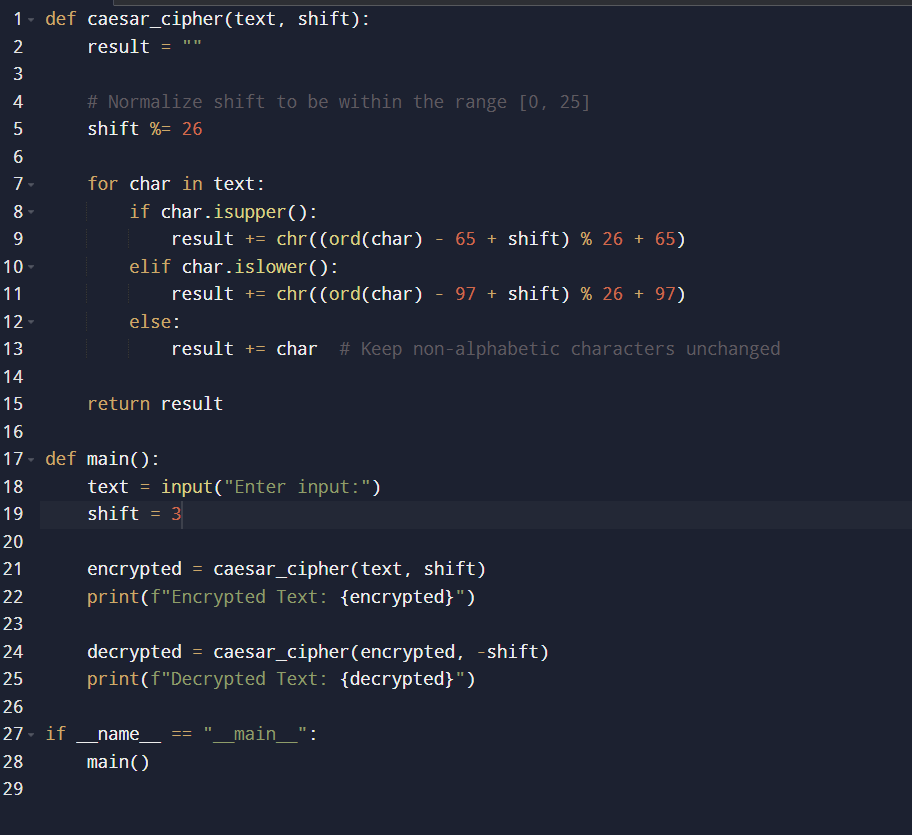 1 def caesar_cipher(text, shift):
2     result = ""
3
4     # Normalize shift to be within the range [0, 25]
5     shift %= 26
6
7     for char in text:
8         if char.isupper():
9             result += chr((ord(char) - 65 + shift) % 26 + 65)
10         elif char.islower():
11             result += chr((ord(char) - 97 + shift) % 26 + 97)
12         else:
13             result += char  # Keep non-alphabetic characters unchanged
14
15     return result
16
17 def main():
18     text = input("Enter input:")
19     shift = 3
20
21     encrypted = caesar_cipher(text, shift)
22     print(f"Encrypted Text: {encrypted}")
23
24     decrypted = caesar_cipher(encrypted, -shift)
25     print(f"Decrypted Text: {decrypted}")
26
27 if __name__ == "__main__":
28     main()
29